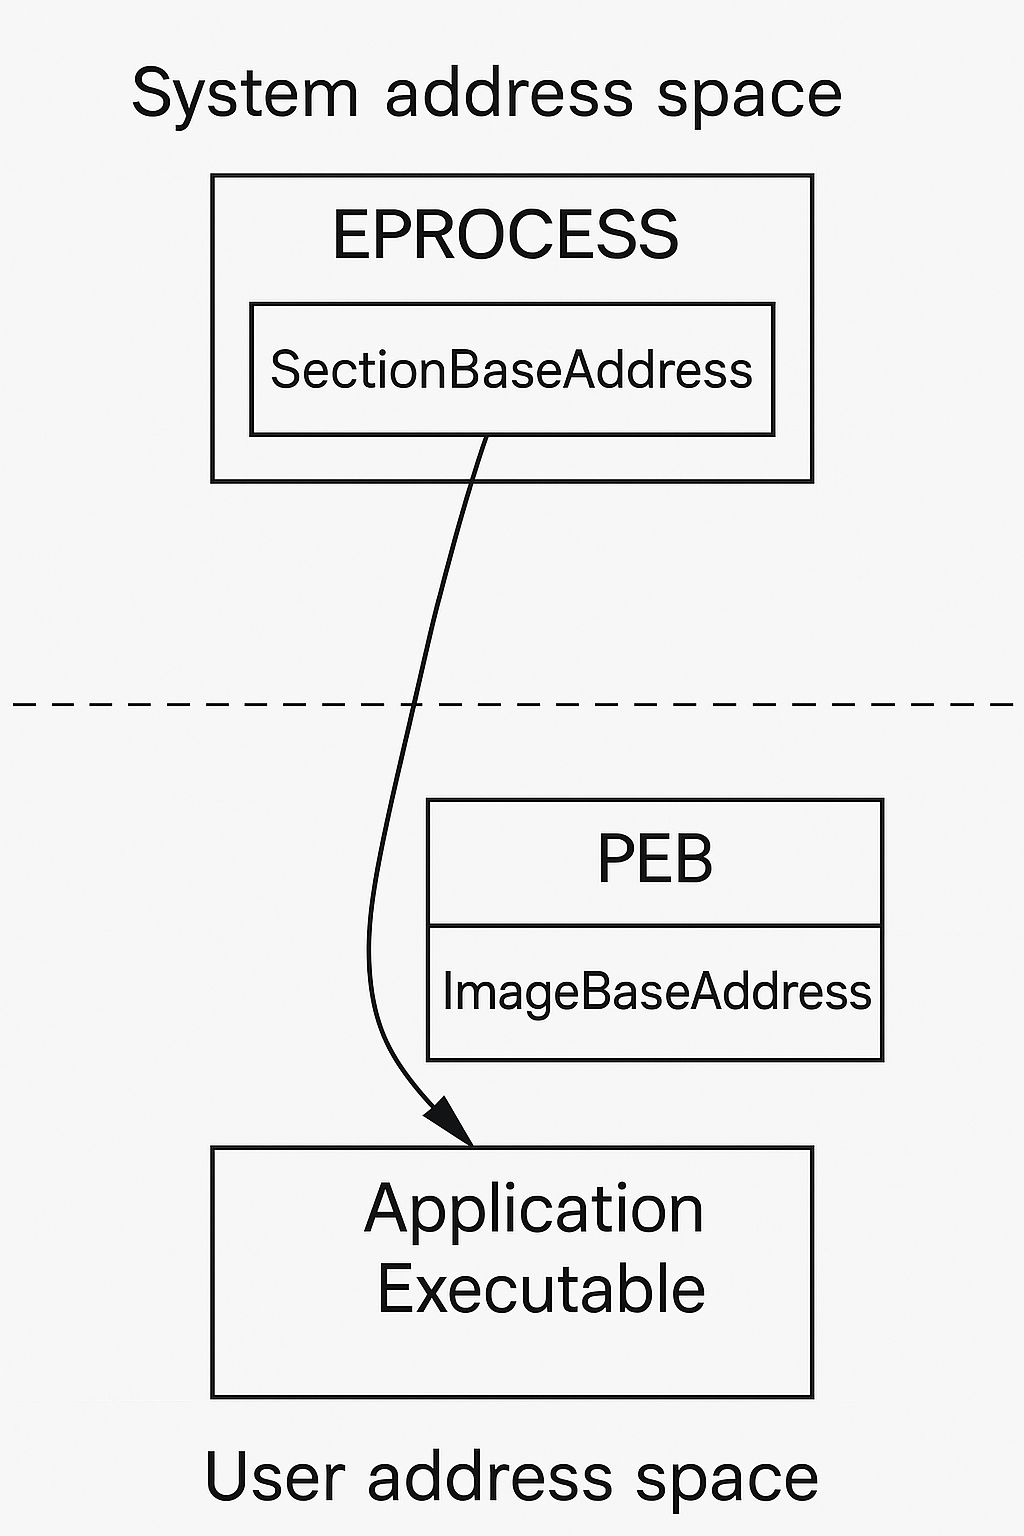 System address space
EPROCESS
SectionBaseAddress
PEB
ImageBaseAddress
Application
Executable
User address space